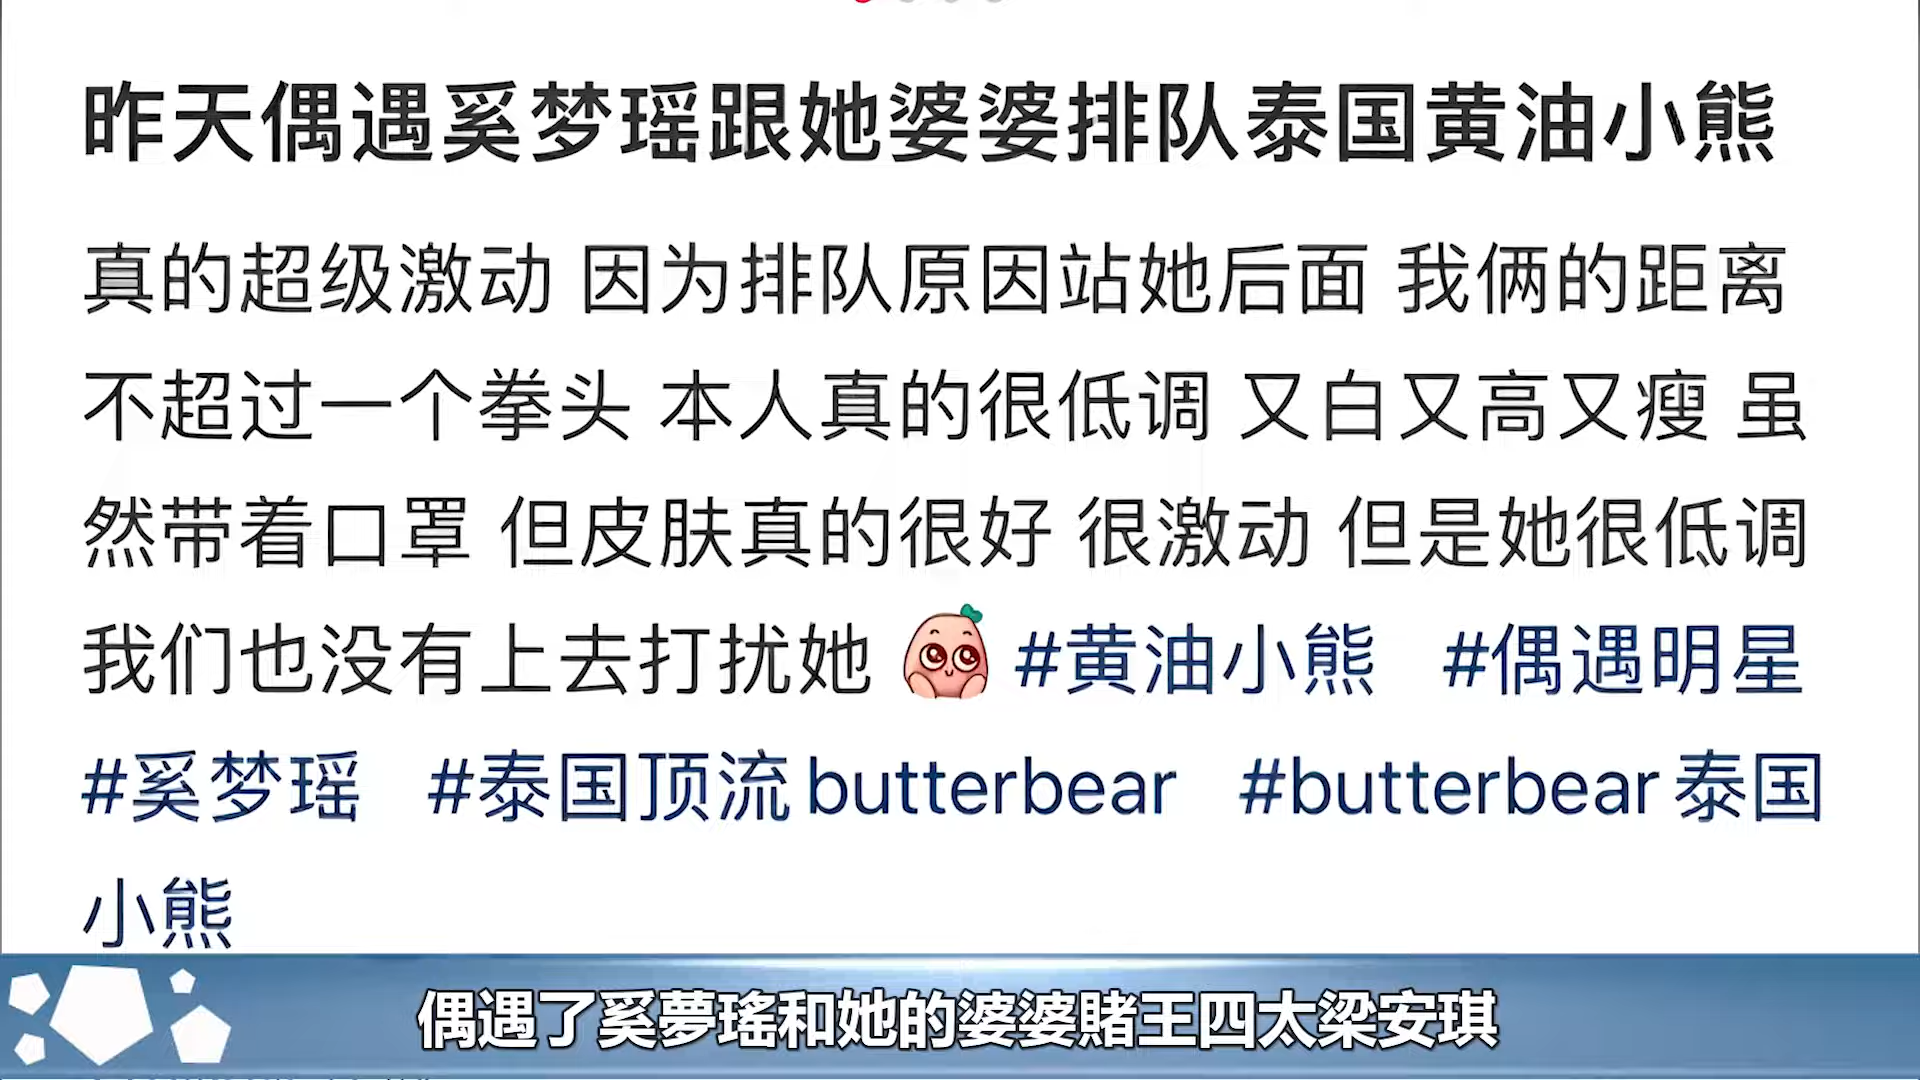 昨天偶遇奚梦瑶跟她婆婆排队泰国黄油小熊
真的超级激动 因为排队原因站她后面 我俩的距离
不超过一个拳头 本人真的很低调 又白又高又瘦 虽
然带着口罩 但皮肤真的很好 很激动 但是她很低调
我们也没有上去打扰她 #黄油小熊 #偶遇明星
#奚梦瑶 #泰国顶流butterbear #butterbear泰国
小熊
偶遇了奚夢瑤和她的婆婆賭王四太梁安琪